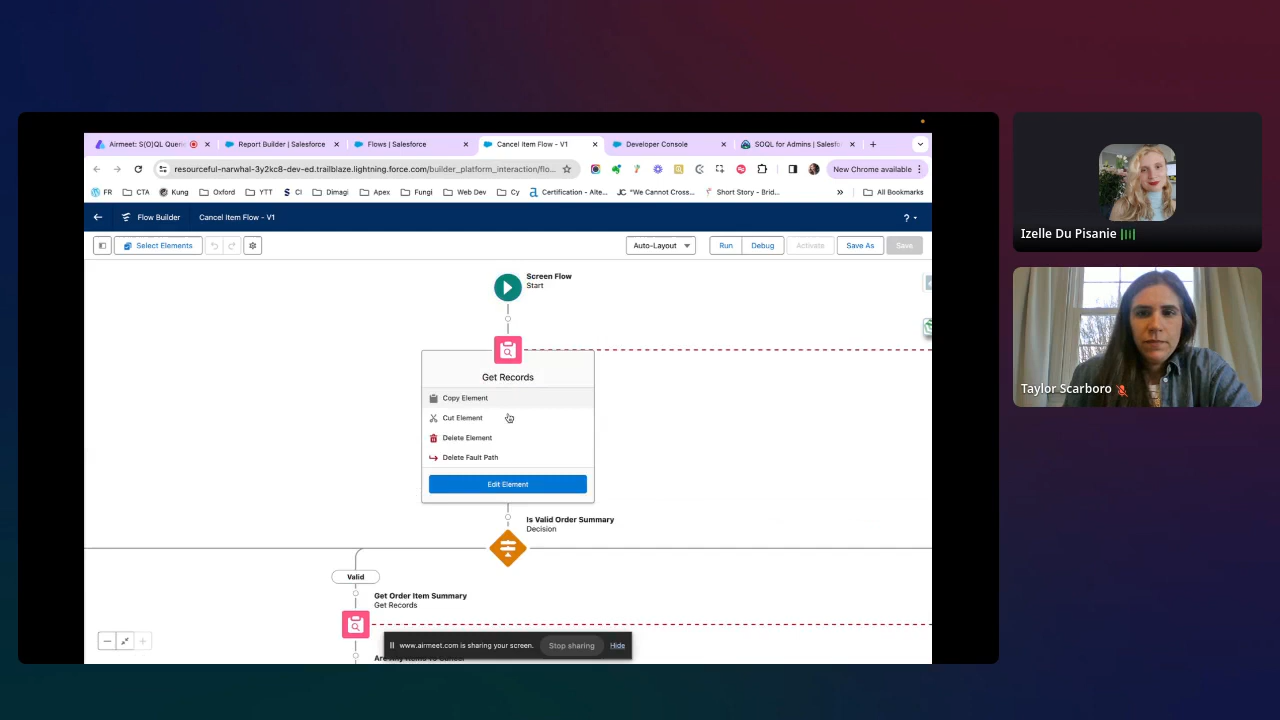 Airmeet: S(O)QL Quer
Report Builder | Salesforce
Flows | Salesforce
Cancel Item Flow - V1
Developer Console
SOQL for Admins | Salesfo
resourceful-narwhal-3y2kc8-dev-ed.trailblaze.lightning.force.com/builder_platform_interaction/flo...
New Chrome available
FR
CTA
Kung
Oxford
YTT
CI
Dimagi
Apex
Fungi
Web Dev
Cy
Certification - Alte...
"We Cannot Cross...
Short Story - Brid...
»
All Bookmarks
Flow Builder
Cancel Item Flow - V1
?
Select Elements
Auto-Layout
Run
Debug
Activate
Save As
Save
Screen Flow
Start
Get Records
Copy Element
Cut Element
Delete Element
Delete Fault Path
Edit Element
Is Valid Order Summary
Decision
Valid
Get Order Item Summary
Get Records
www.airmeet.com is sharing your screen.
Stop sharing
Hide
Izelle Du Pisanie
Taylor Scarboro